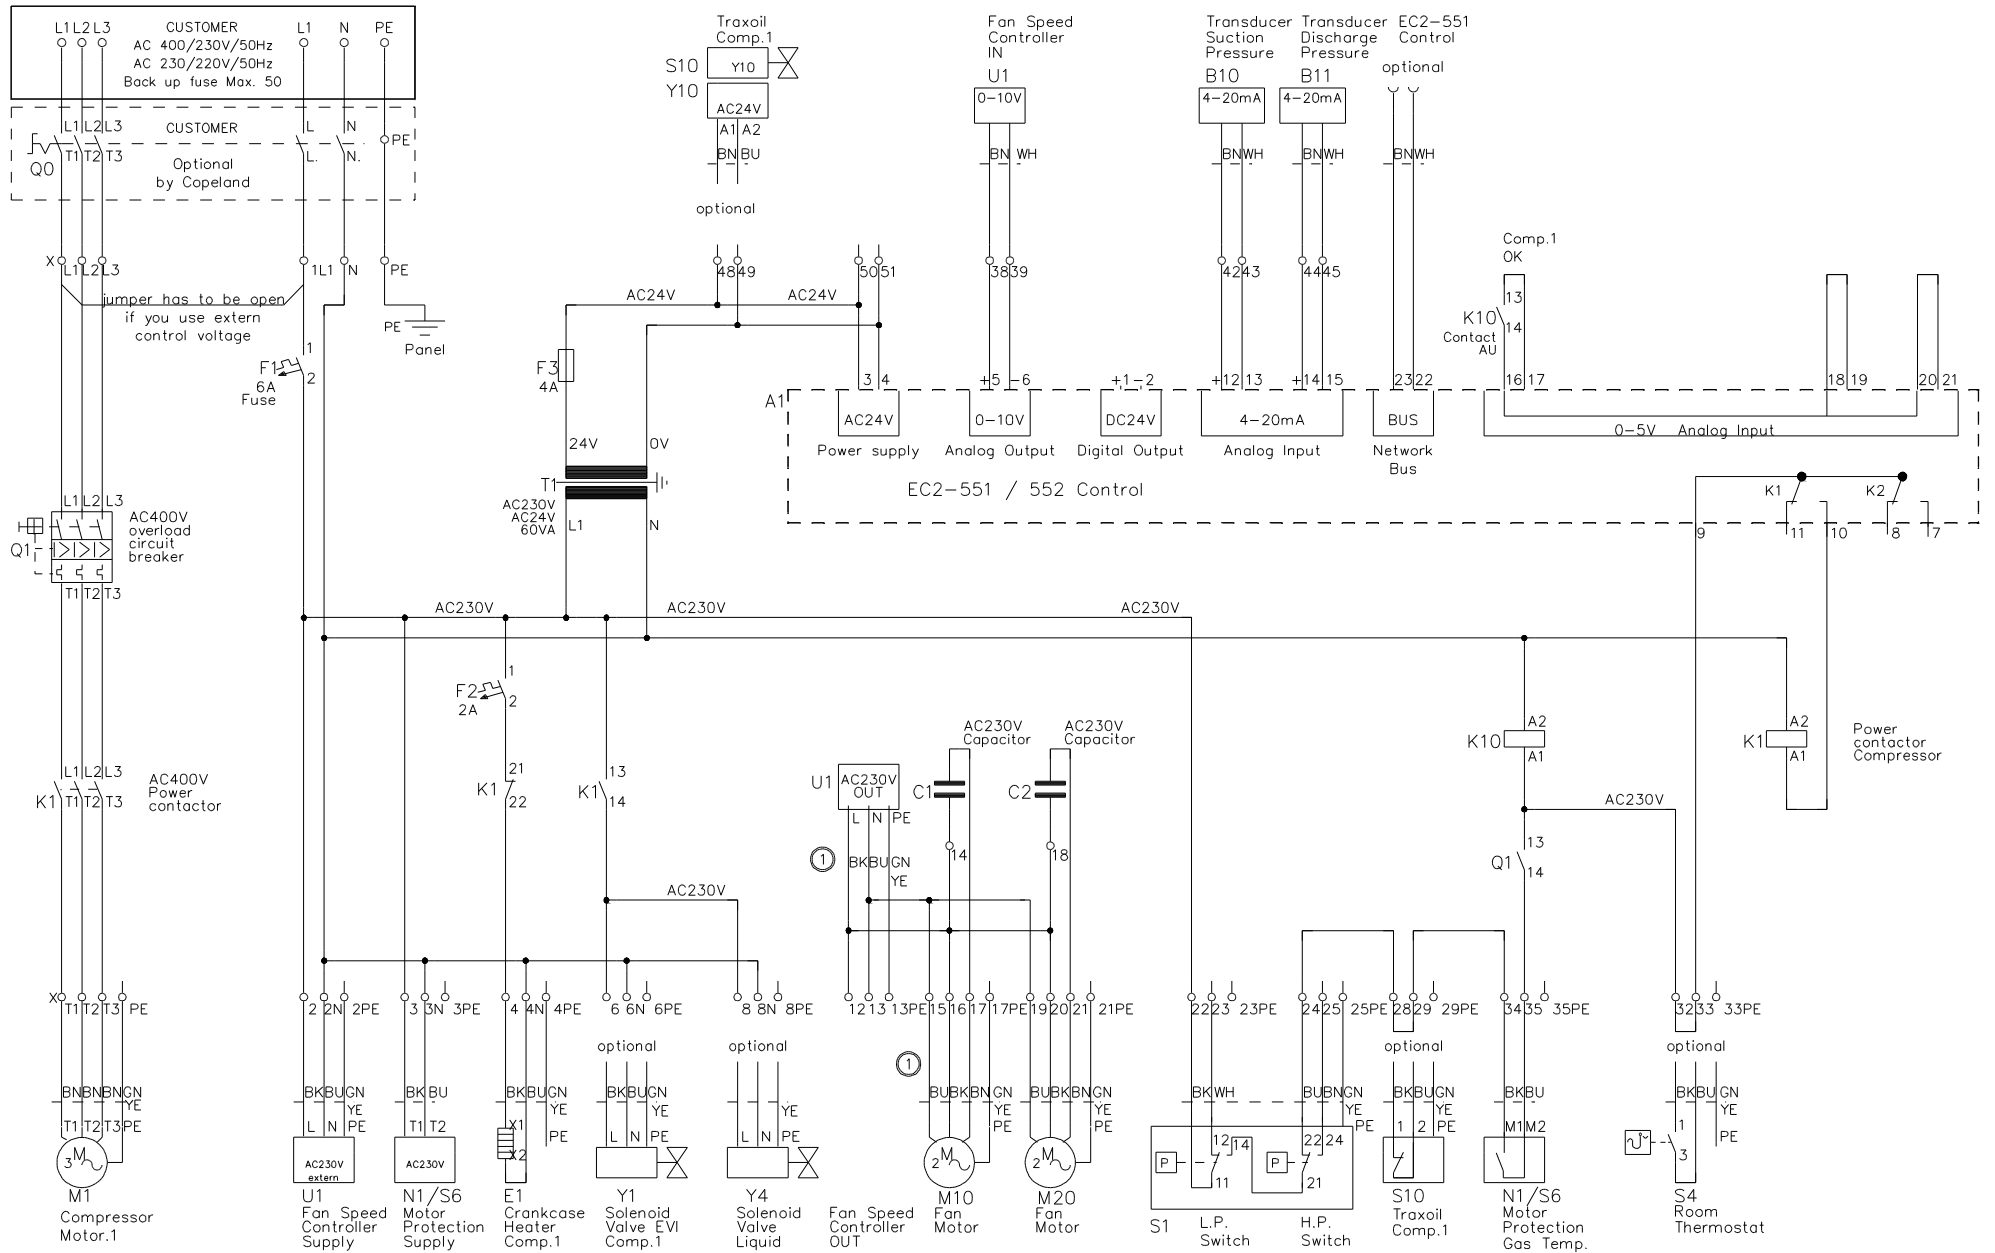 L1 L2 L3
CUSTOMER
AC 400/230V/50Hz
AC 230/220V/50Hz
Back up fuse Max. 50
L1 N PE
L1 L2 L3
CUSTOMER
L N
PE
Q0
T1 T2 T3
Optional
by Copeland
L. N.
X L1 L2 L3
1L1 N PE
jumper has to be open
if you use extern
control voltage
PE
Panel
F1
6A
Fuse
1
2
Traxoil
Comp.1
S10
Y10
Y10
AC24V
A1 A2
BN BU
optional
48 49
50 51
AC24V
AC24V
F3
4A
24V
0V
T1
AC230V
AC24V
60VA
L1
N
Fan Speed
Controller
IN
U1
0-10V
BN WH
38 39
Transducer
Suction
Pressure
B10
4-20mA
BN WH
42 43
Transducer
Discharge
Pressure
B11
4-20mA
BN WH
44 45
EC2-551
Control
optional
BN WH
Comp.1
OK
13
K10
14
Contact
AU
A1
3 4
+5 -6
+1 -2
+12 13
+14 15
23 22
16 17
18 19
20 21
AC24V
0-10V
DC24V
4-20mA
BUS
0-5V Analog Input
Power supply
Analog Output
Digital Output
Analog Input
Network
Bus
EC2-551 / 552 Control
K1
K2
9
11
10
8
7
L1 L2 L3
Q1
AC400V
overload
circuit
breaker
T1 T2 T3
AC230V
AC230V
AC230V
F2
2A
1
2
L1 L2 L3
K1
T1 T2 T3
AC400V
Power
contactor
21
K1
22
13
K1
14
AC230V
U1
AC230V
OUT
L N PE
1
BK BU GN
YE
AC230V
Capacitor
C1
14
AC230V
Capacitor
C2
18
A2
K10
A1
A2
K1
A1
Power
contactor
Compressor
AC230V
13
Q1
14
X T1 T2 T3 PE
2 2N 2PE
3 3N 3PE
4 4N 4PE
6 6N 6PE
8 8N 8PE
12 13 13PE
15 16 17 17PE
19 20 21 21PE
22 23 23PE
24 25 25PE
28 29 29PE
34 35 35PE
32 33 33PE
optional
optional
1
optional
optional
BN BN BN GN
YE
T1 T2 T3 PE
3
M
M1
Compressor
Motor.1
BK BU GN
YE
L N PE
AC230V
extern
U1
Fan Speed
Controller
Supply
BK BU
T1 T2
AC230V
N1/S6
Motor
Protection
Supply
BK BU GN
YE
PE
X1
X2
E1
Crankcase
Heater
Comp.1
BK BU GN
YE
L N PE
Y1
Solenoid
Valve EVI
Comp.1
YE
L N PE
Y4
Solenoid
Valve
Liquid
Fan Speed
Controller
OUT
BU BK BN GN
YE
PE
2
M
M10
Fan
Motor
BU BK BN GN
YE
PE
2
M
M20
Fan
Motor
BK WH
12
14
P
11
S1
L.P.
Switch
BU BN GN
YE
PE
22 24
P
21
H.P.
Switch
BK BU GN
YE
1 2 PE
S10
Traxoil
Comp.1
BK BU
M1 M2
N1/S6
Motor
Protection
Gas Temp.
BK BU GN
YE
PE
1
3
S4
Room
Thermostat